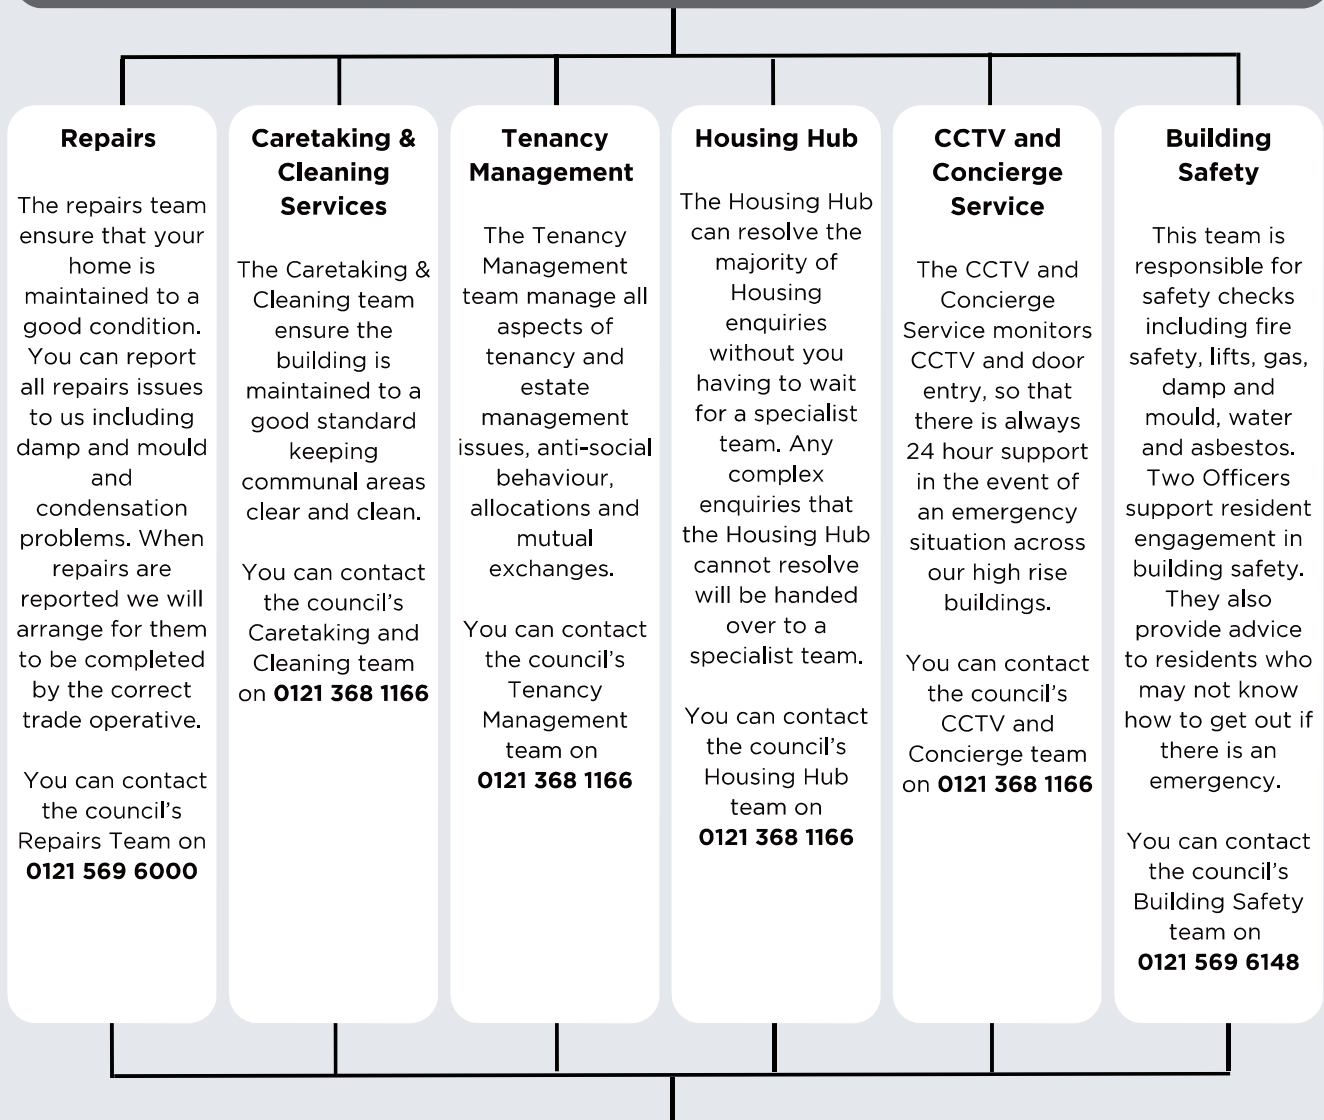 Repairs
The repairs team
ensure that your
home is
maintained to a
good condition.
You can report
all repairs issues
to us including
damp and mould
and
condensation
problems. When
repairs are
reported we will
arrange for them
to be completed
by the correct
trade operative.
You can contact
the council's
Repairs Team on
0121 569 6000
Caretaking &
Cleaning
Services
The Caretaking &
Cleaning team
ensure the
building is
maintained to a
good standard
keeping
communal areas
clear and clean.
You can contact
the council's
Caretaking and
Cleaning team
on 0121 368 1166
Tenancy
Management
The Tenancy
Management
team manage all
aspects of
tenancy and
estate
management
issues, anti-social
behaviour,
allocations and
mutual
exchanges.
You can contact
the council's
Tenancy
Management
team on
0121 368 1166
Housing Hub
The Housing Hub
can resolve the
majority of
Housing
enquiries
without you
having to wait
for a specialist
team. Any
complex
enquiries that
the Housing Hub
cannot resolve
will be handed
over to a
specialist team.
You can contact
the council's
Housing Hub
team on
0121 368 1166
CCTV and
Concierge
Service
The CCTV and
Concierge
Service monitors
CCTV and door
entry, so that
there is always
24 hour support
in the event of
an emergency
situation across
our high rise
buildings.
You can contact
the council's
CCTV and
Concierge team
on 0121 368 1166
Building
Safety
This team is
responsible for
safety checks
including fire
safety, lifts, gas,
damp and
mould, water
and asbestos.
Two Officers
support resident
engagement in
building safety.
They also
provide advice
to residents who
may not know
how to get out if
there is an
emergency.
You can contact
the council's
Building Safety
team on
0121 569 6148